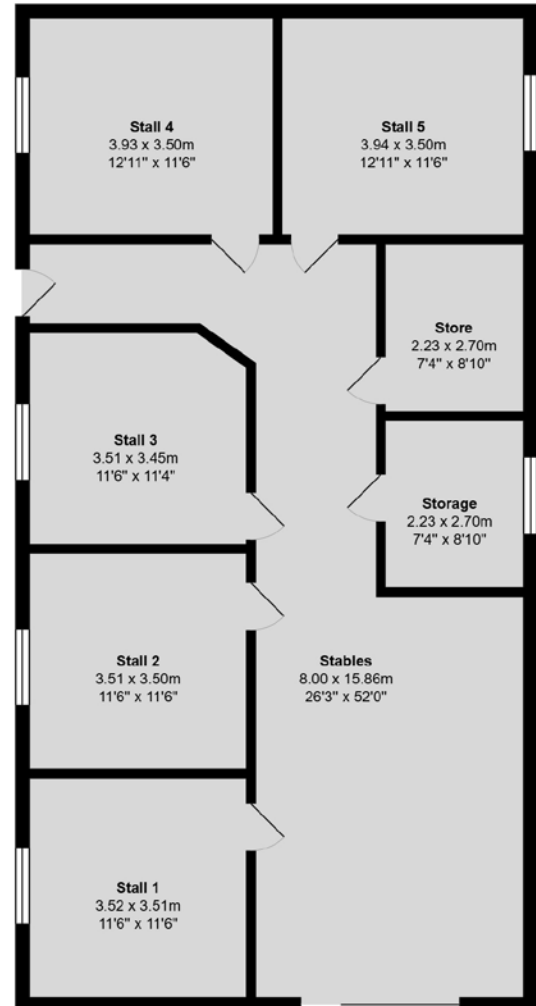 Stall 4
3.93 x 3.50m
12'11" x 11'6"
Stall 5
3.94 x 3.50m
12'11" x 11'6"
Store
2.23 x 2.70m
7'4" x 8'10"
Stall 3
3.51 x 3.45m
11'6" x 11'4"
Storage
2.23 x 2.70m
7'4" x 8'10"
Stall 2
3.51 x 3.50m
11'6" x 11'6"
Stables
8.00 x 15.86m
26'3" x 52'0"
Stall 1
3.52 x 3.51m
11'6" x 11'6"